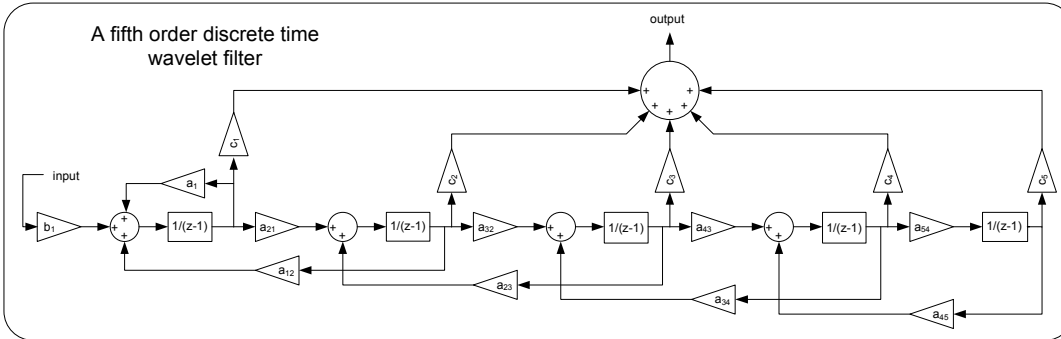 A fifth order discrete time
wavelet filter
output
+ + + + +
c₁
c₂
c₃
c₄
c₅
input
a₁
b₁
+ + +
1/(z-1)
a₂₁
+ +
1/(z-1)
a₃₂
+ +
1/(z-1)
a₄₃
+ +
1/(z-1)
a₅₄
1/(z-1)
a₁₂
a₂₃
a₃₄
a₄₅